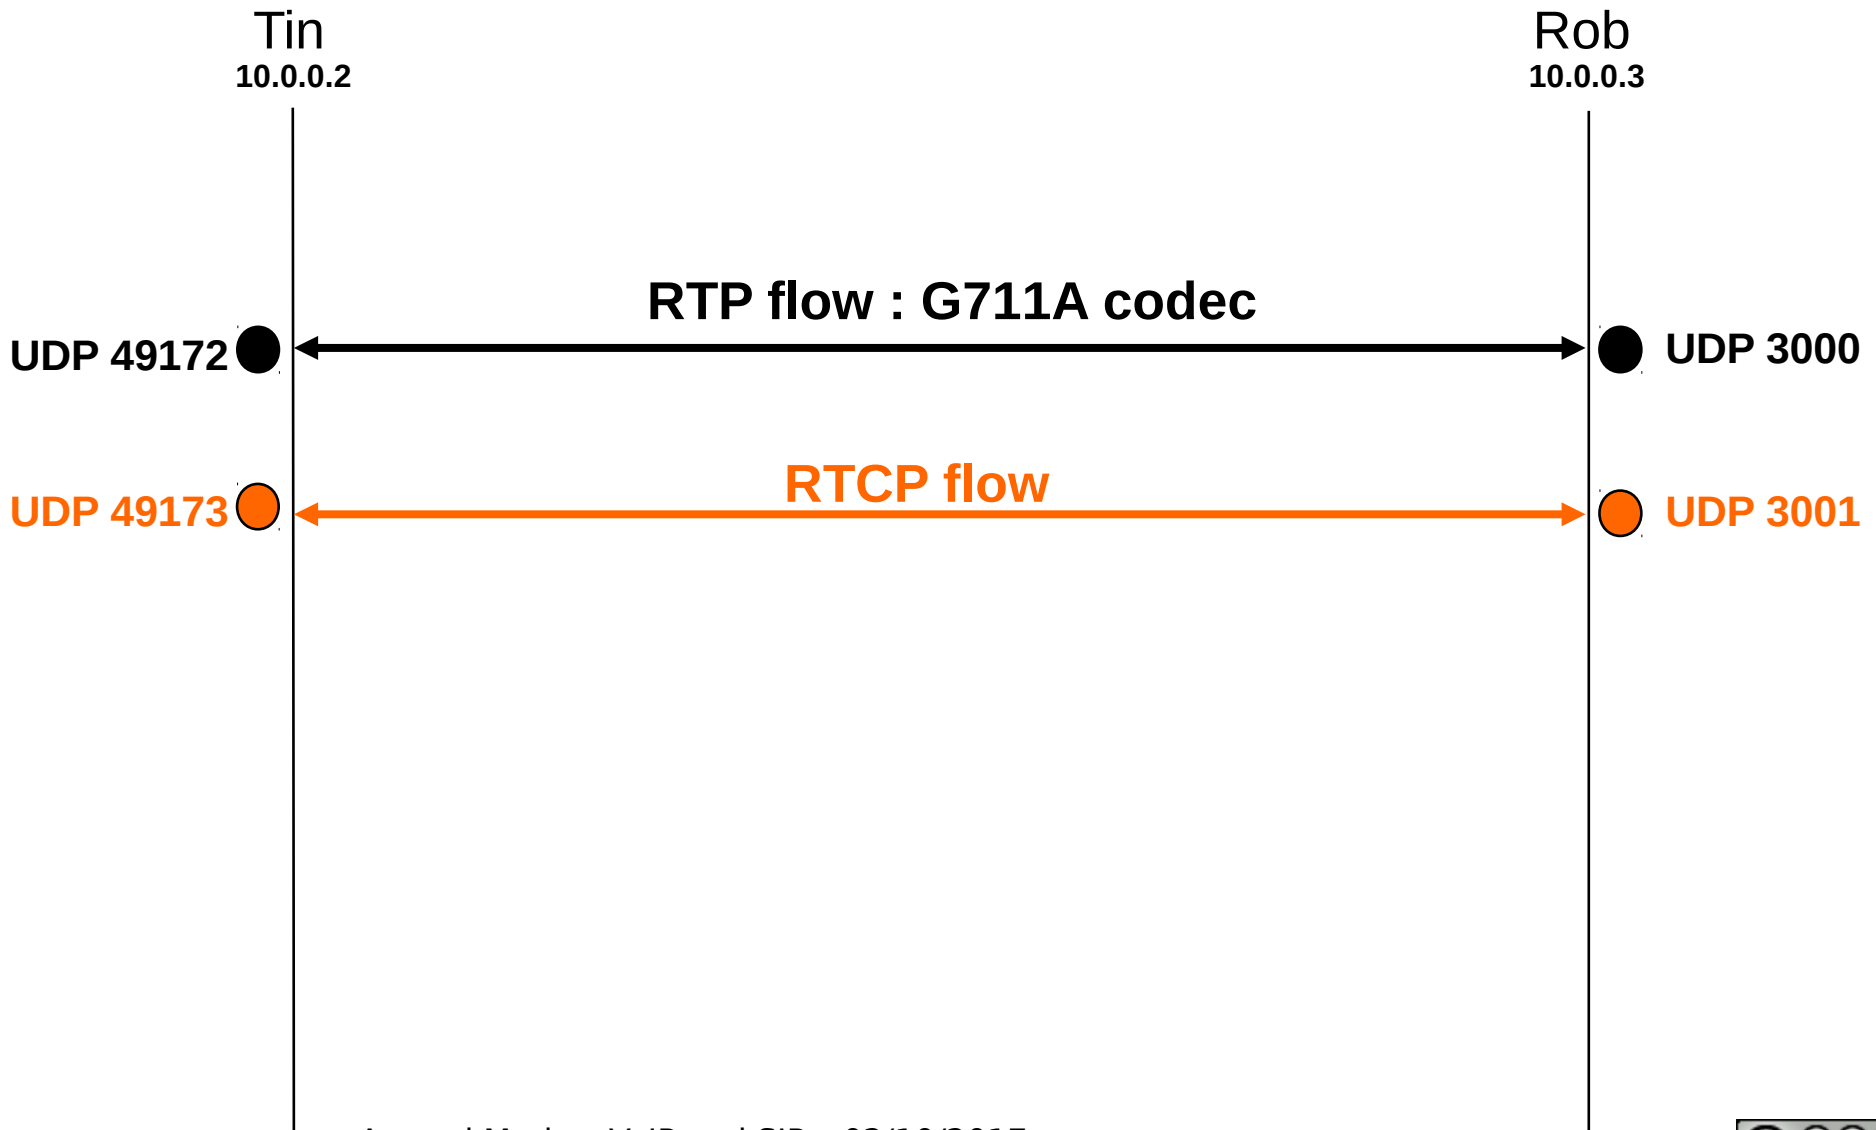 Tin
10.0.0.2
Rob
10.0.0.3
RTP flow : G711A codec
UDP 49172
UDP 3000
RTCP flow
UDP 49173
UDP 3001